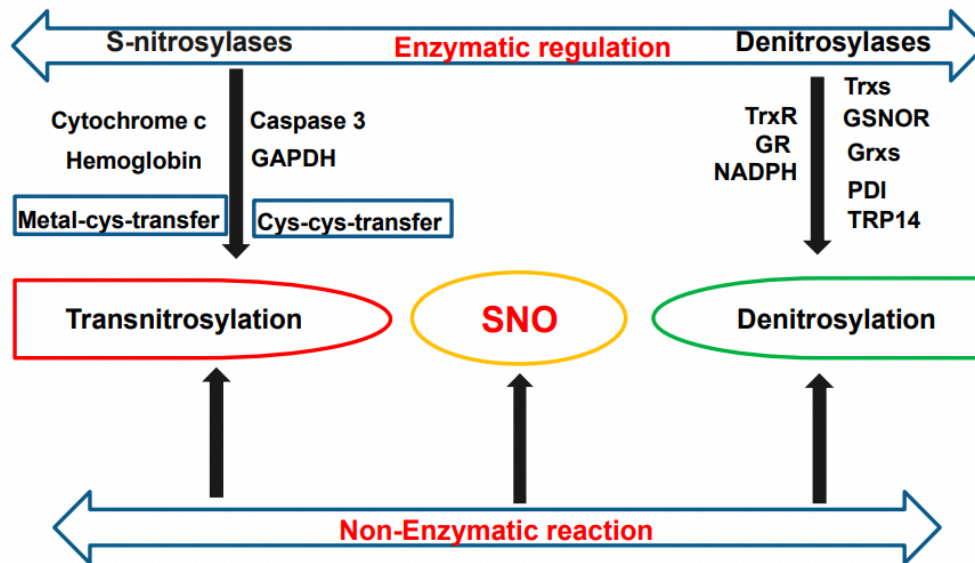 S-nitrosylases
Enzymatic regulation
Denitrosylases
Cytochrome c
Caspase 3
Hemoglobin
GAPDH
Metal-cys-transfer
Cys-cys-transfer
TrxR
GR
NADPH
Trxs
GSNOR
Grxs
PDI
TRP14
Transnitrosylation
SNO
Denitrosylation
Non-Enzymatic reaction